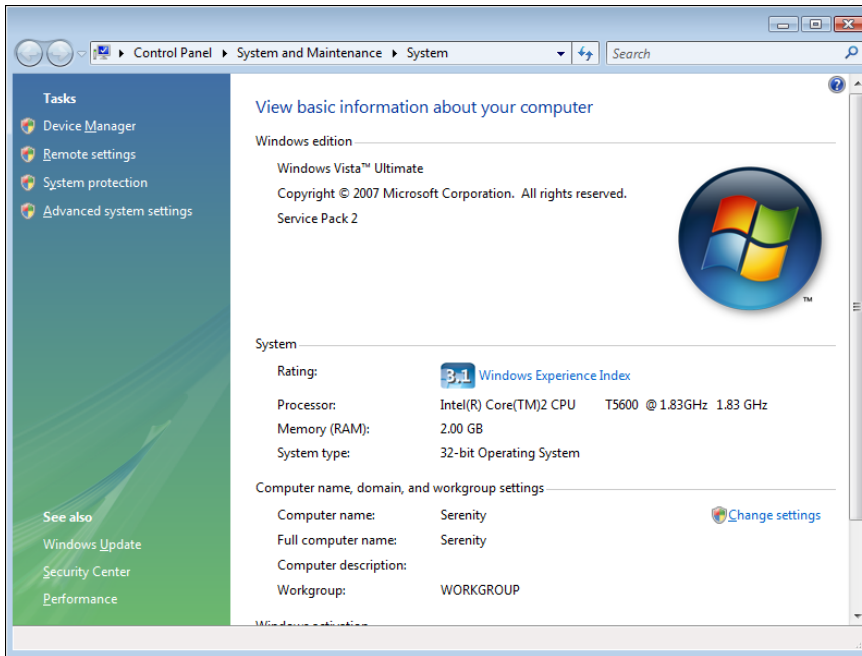 Control Panel ▸ System and Maintenance ▸ System
Search
Tasks
Device Manager
Remote settings
System protection
Advanced system settings
See also
Windows Update
Security Center
Performance
View basic information about your computer
Windows edition
Windows Vista™ Ultimate
Copyright © 2007 Microsoft Corporation. All rights reserved.
Service Pack 2
TM
System
Rating: 3.1 Windows Experience Index
Processor: Intel(R) Core(TM)2 CPU T5600 @ 1.83GHz 1.83 GHz
Memory (RAM): 2.00 GB
System type: 32-bit Operating System
Computer name, domain, and workgroup settings
Computer name: Serenity Change settings
Full computer name: Serenity
Computer description:
Workgroup: WORKGROUP
Windows activation